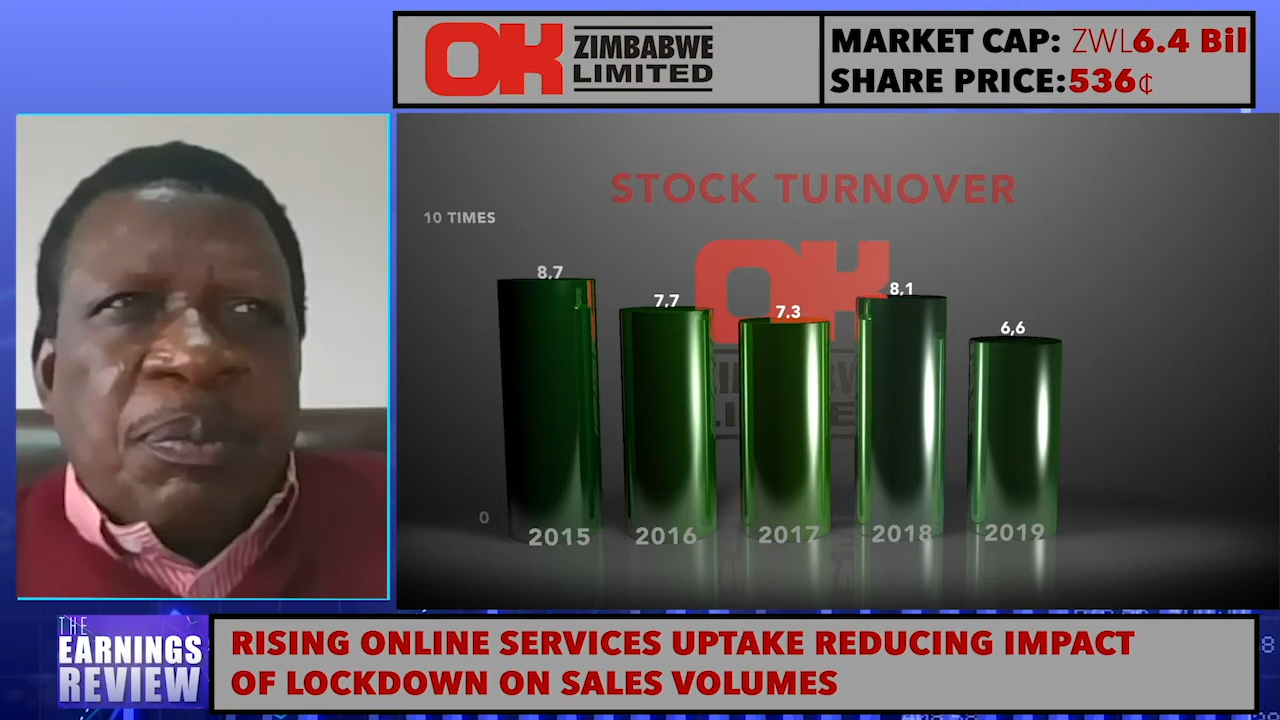 OK ZIMBABWE
LIMITED
MARKET CAP: ZWL6.4 Bil
SHARE PRICE:536¢
STOCK TURNOVER
10 TIMES
OK
8,7
7,7
7,3
8,1
6,6
0
2015
2016
2017
2018
2019
THE
EARNINGS
REVIEW
RISING ONLINE SERVICES UPTAKE REDUCING IMPACT
OF LOCKDOWN ON SALES VOLUMES